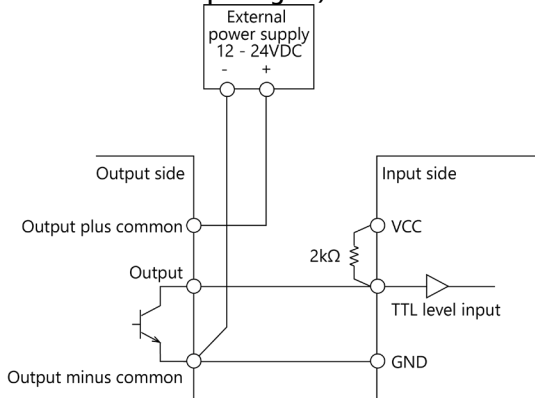 External
power supply
12 - 24VDC
- +
Output side
Input side
Output plus common
VCC
2kΩ
Output
TTL level input
GND
Output minus common